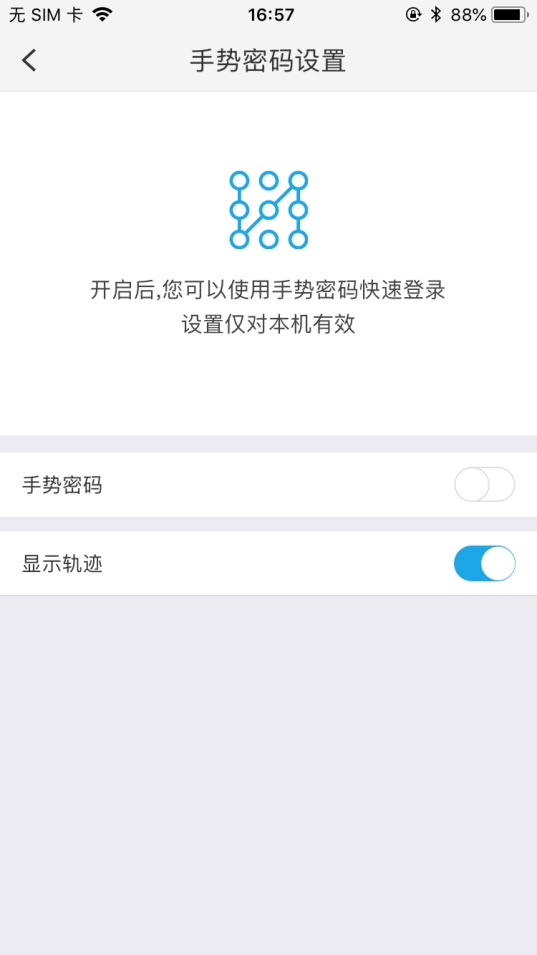 无 SIM 卡 16:57 88%
手势密码设置
开启后,您可以使用手势密码快速登录
设置仅对本机有效
手势密码
显示轨迹